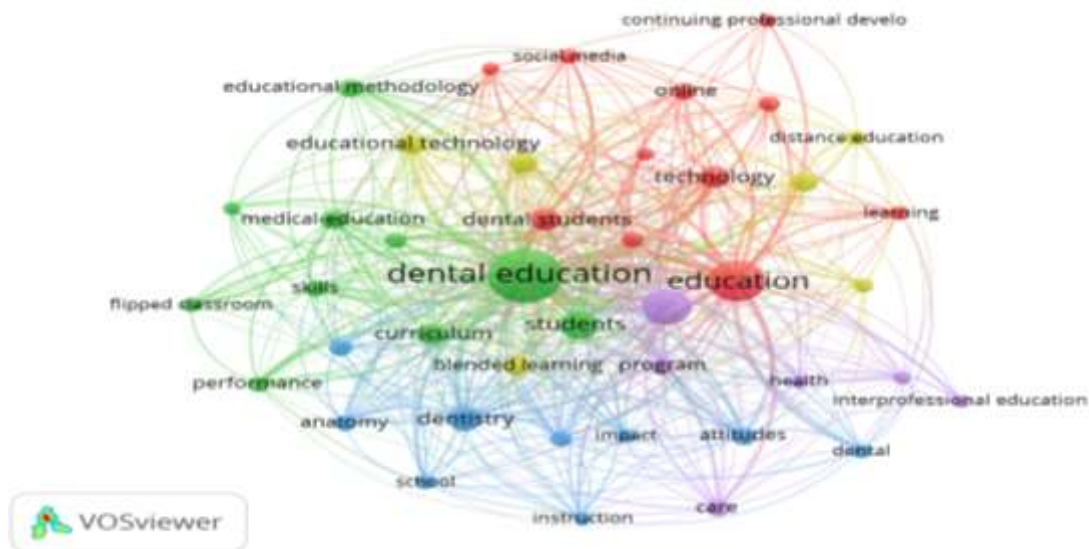 continuing professional develo
social media
educational methodology
online
educational technology
distance education
technology
medical education
dental students
learning
dental education
education
skills
flipped classroom
curriculum
students
blended learning
program
performance
health
interprofessional education
anatomy
dentistry
impact
attitudes
dental
school
care
instruction
VOSviewer